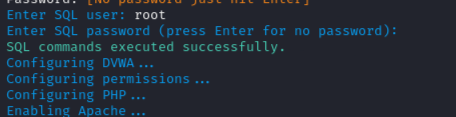 Password: [No password just hit Enter]
Enter SQL user: root
Enter SQL password (press Enter for no password):
SQL commands executed successfully.
Configuring DVWA...
Configuring permissions...
Configuring PHP...
Enabling Apache...